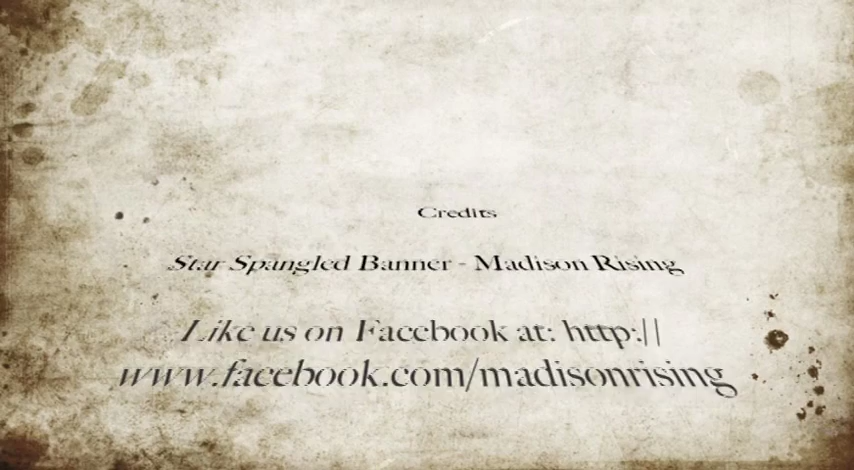 Credits
Star Spangled Banner - Madison Rising
Like us on Facebook at: http://
www.facebook.com/madisonrising